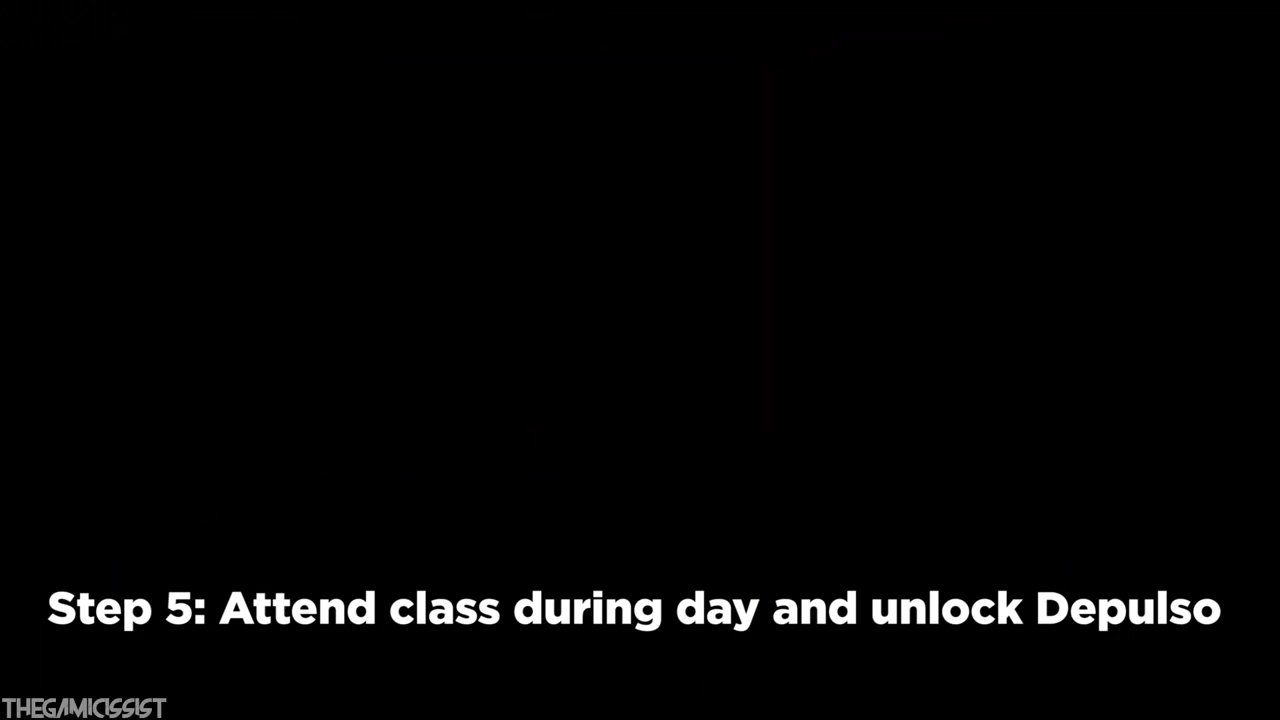 Step 5: Attend class during day and unlock Depulso
THEGAMICISSIST